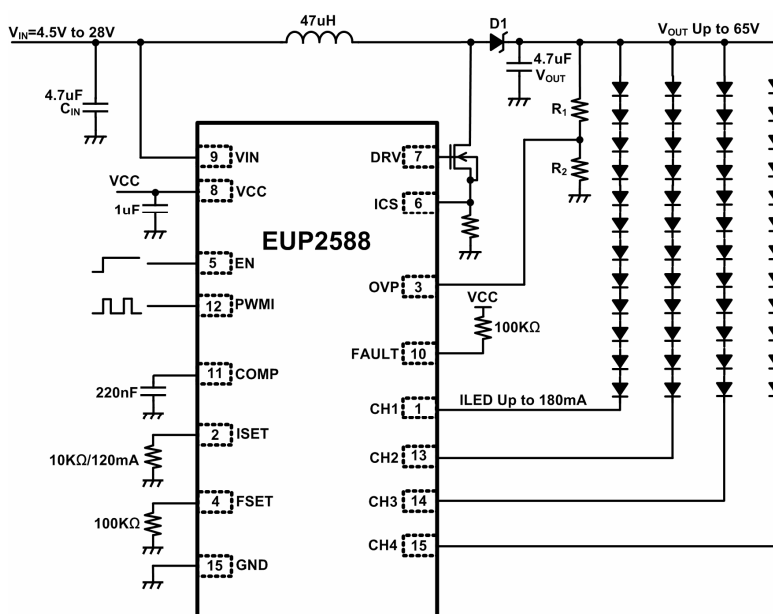 47uH
D1
VIN=4.5V to 28V
VOUT Up to 65V
4.7uF
VOUT
4.7uF
CIN
R1
R2
9 VIN
DRV 7
VCC
8 VCC
1uF
ICS 6
EUP2588
5 EN
OVP 3
12 PWMI
VCC
100KΩ
FAULT 10
11 COMP
220nF
CH1 1
ILED Up to 180mA
2 ISET
10KΩ/120mA
CH2 13
4 FSET
100KΩ
CH3 14
CH4 15
15 GND